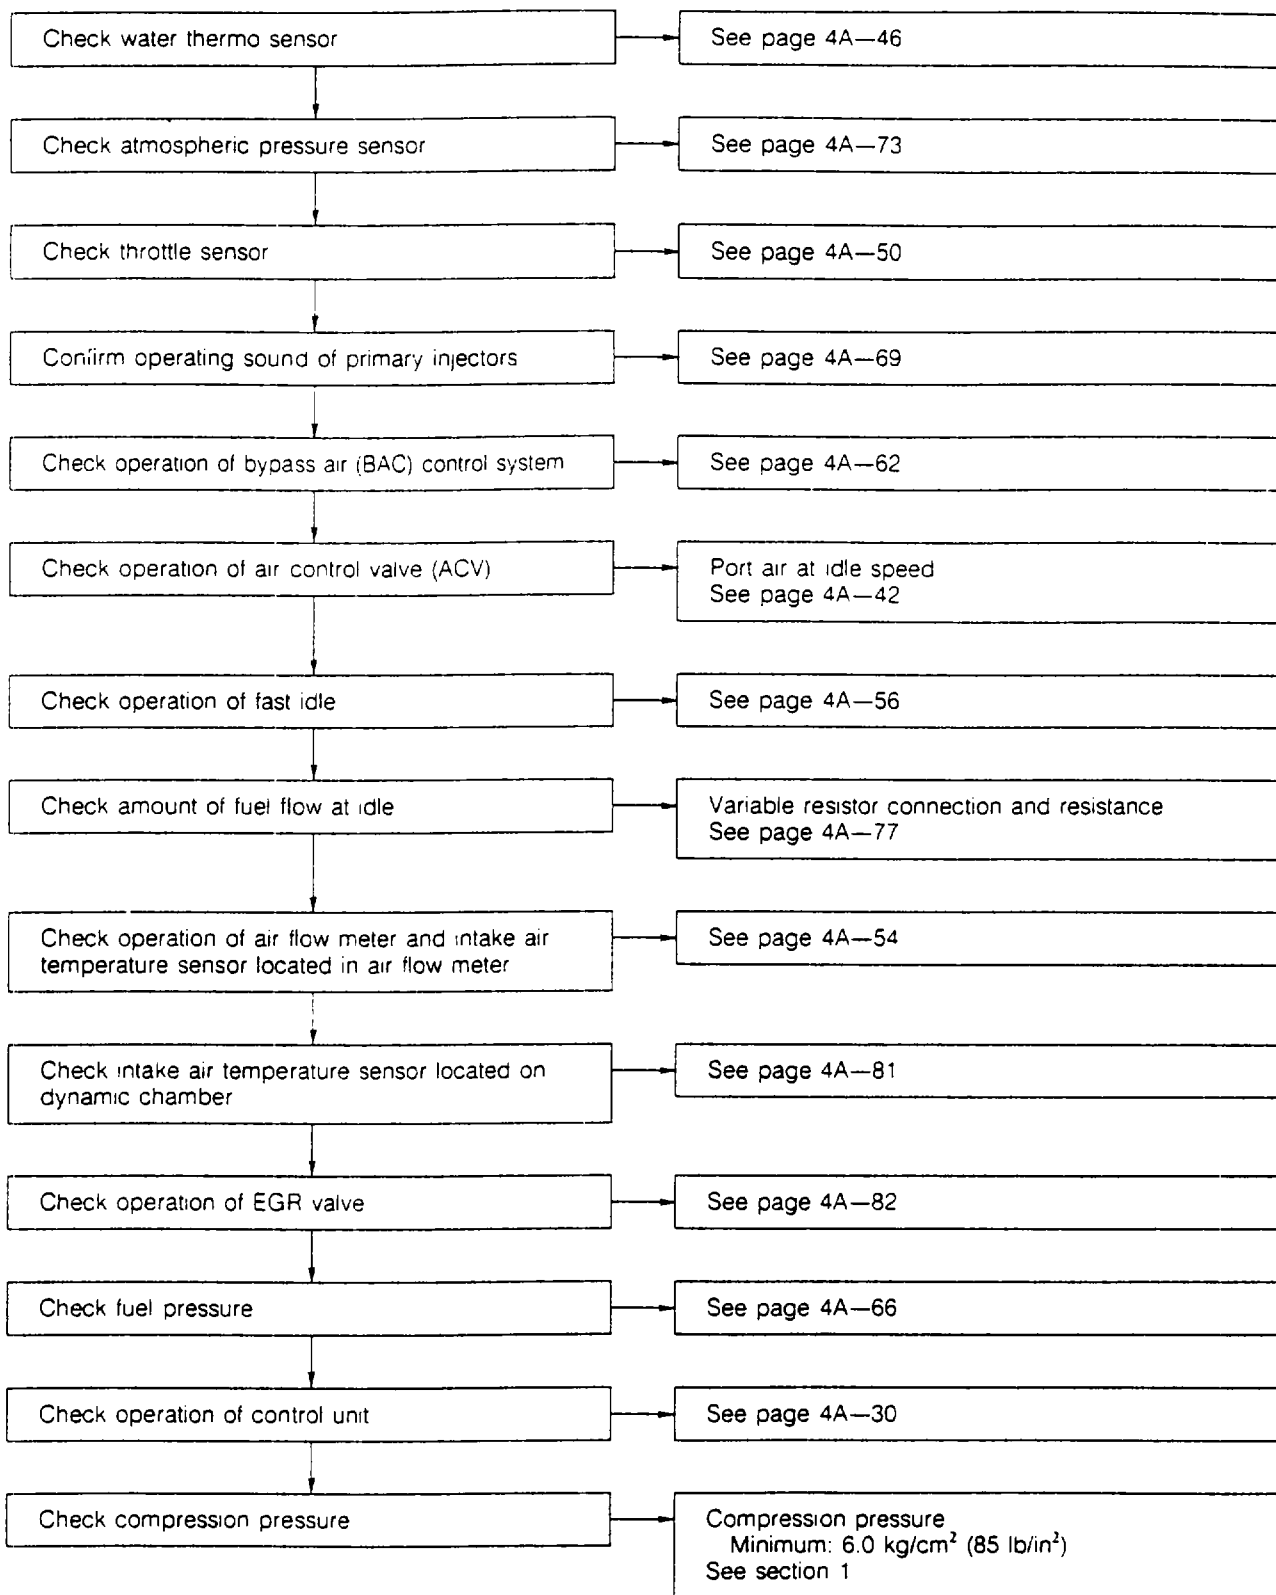 Check water thermo sensor
See page 4A—46
Check atmospheric pressure sensor
See page 4A—73
Check throttle sensor
See page 4A—50
Confirm operating sound of primary injectors
See page 4A—69
Check operation of bypass air (BAC) control system
See page 4A—62
Check operation of air control valve (ACV)
Port air at idle speed
See page 4A—42
Check operation of fast idle
See page 4A—56
Check amount of fuel flow at idle
Variable resistor connection and resistance
See page 4A—77
Check operation of air flow meter and intake air
temperature sensor located in air flow meter
See page 4A—54
Check intake air temperature sensor located on
dynamic chamber
See page 4A—81
Check operation of EGR valve
See page 4A—82
Check fuel pressure
See page 4A—66
Check operation of control unit
See page 4A—30
Check compression pressure
Compression pressure
Minimum: 6.0 kg/cm² (85 lb/in²)
See section 1